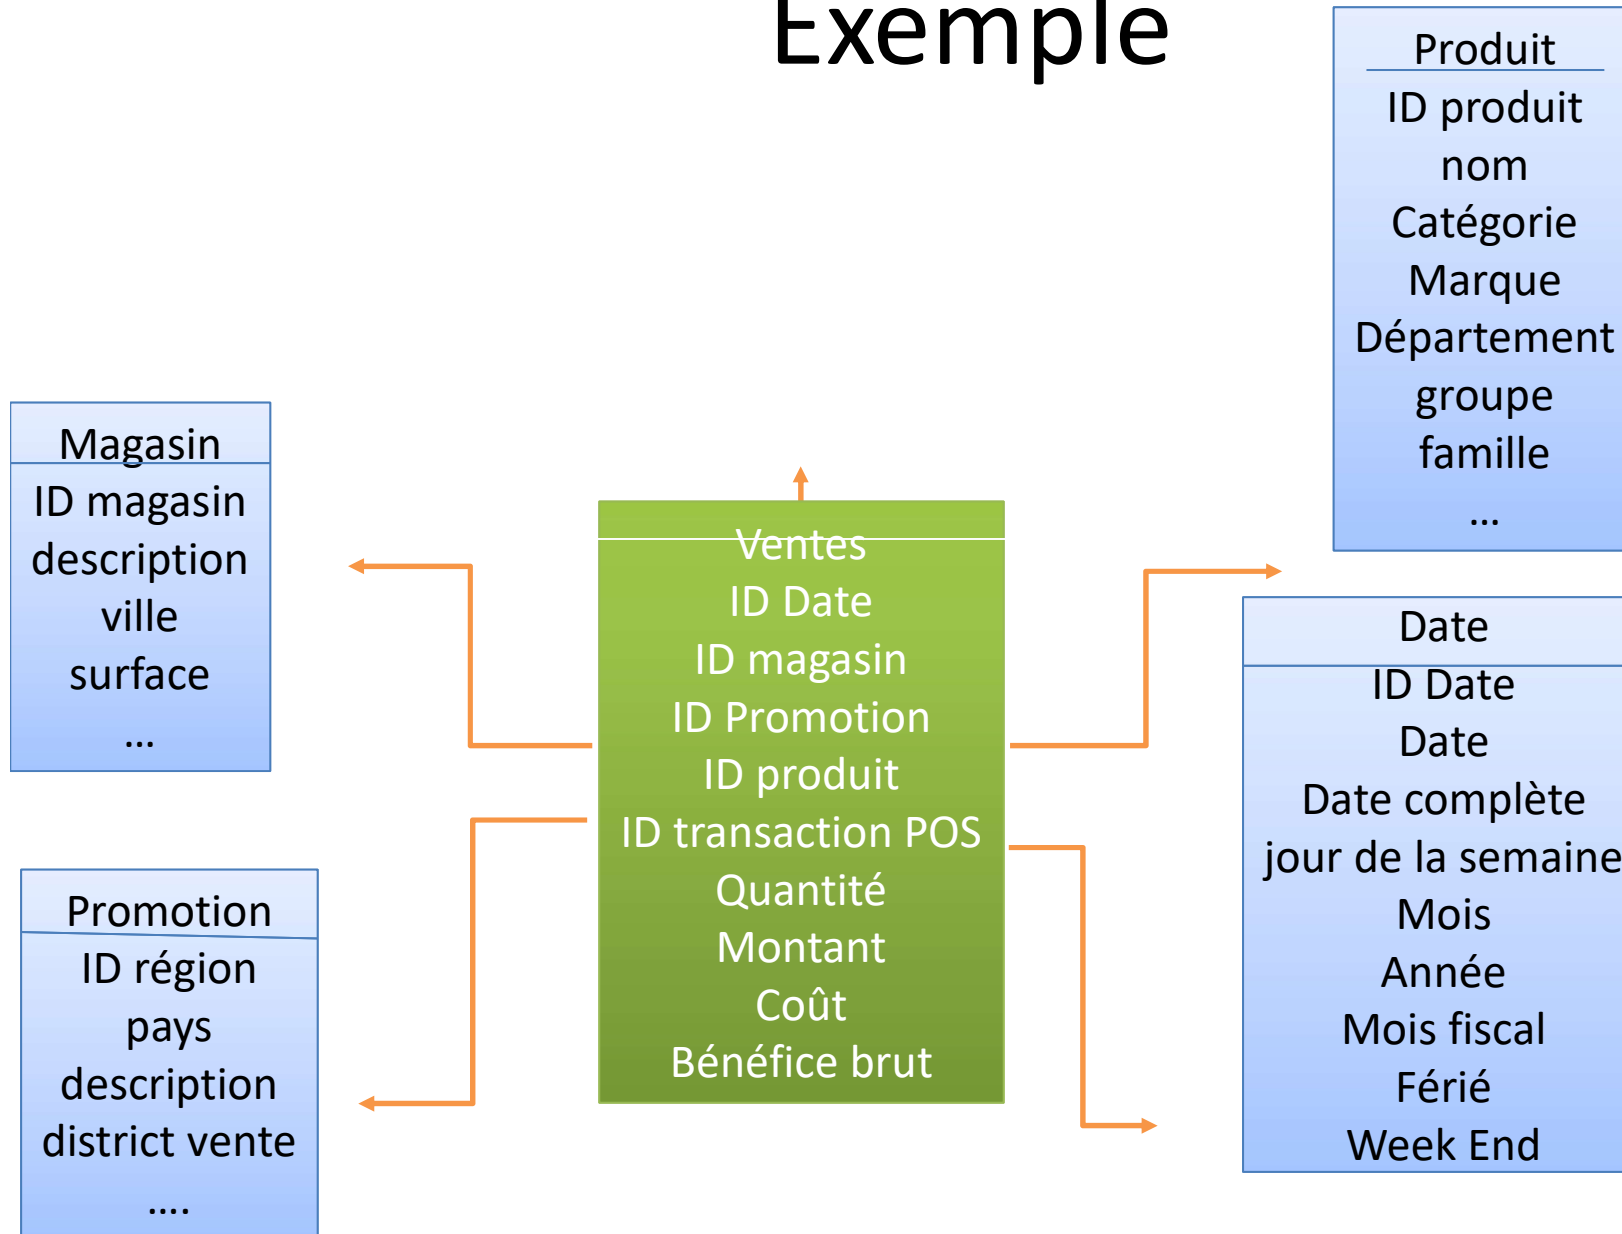 Exemple
Produit
ID produit
nom
Catégorie
Marque
Département
groupe
famille
...
Magasin
ID magasin
description
ville
surface
...
Ventes
ID Date
ID magasin
ID Promotion
ID produit
ID transaction POS
Quantité
Montant
Coût
Bénéfice brut
Date
ID Date
Date
Date complète
jour de la semaine
Mois
Année
Mois fiscal
Férié
Week End
Promotion
ID région
pays
description
district vente
....